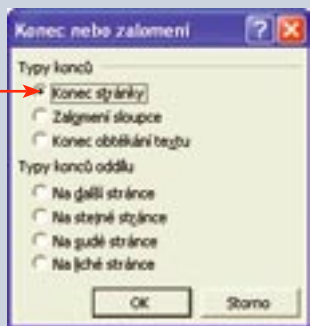 Konec nebo zalomení
Typy konců
Konec stránky
Zalomení sloupce
Konec obtékání textu
Typy konců oddílu
Na další stránce
Na stejné stránce
Na sudé stránce
Na liché stránce
OK Storno